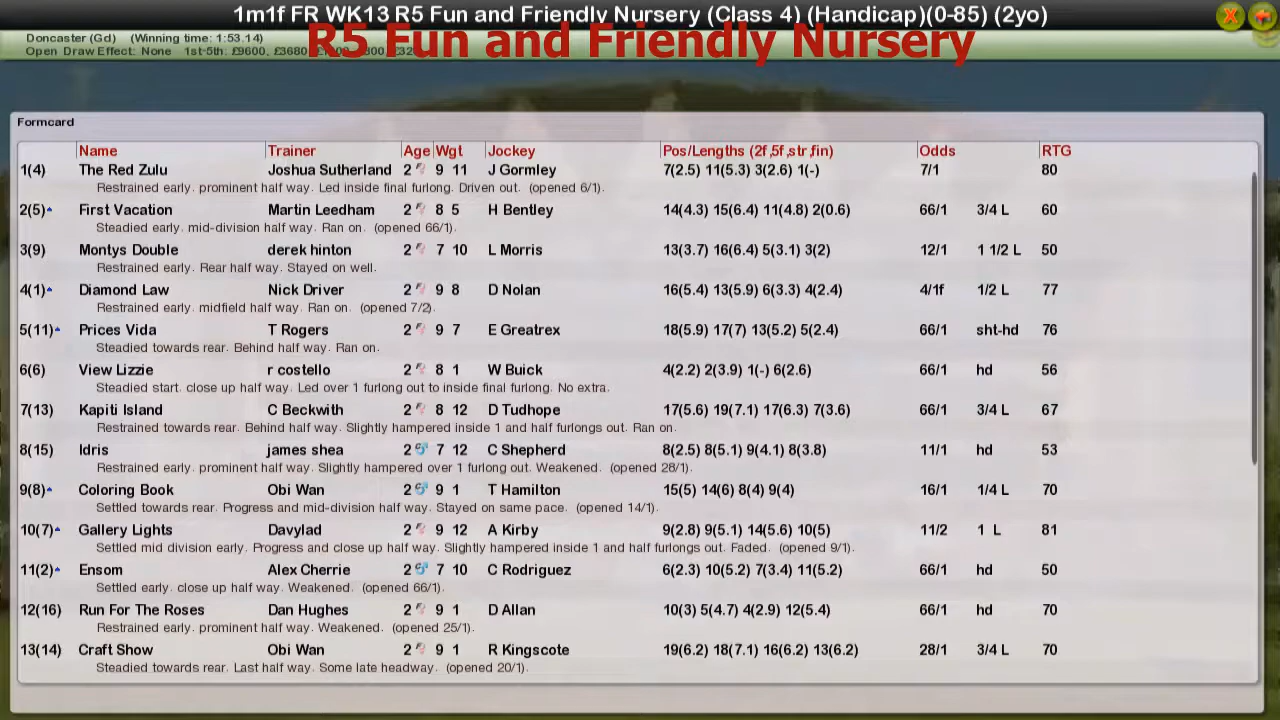 1m1f FR WK13 R5 Fun and Friendly Nursery (Class 4) (Handicap)(0-85) (2yo)
R5 Fun and Friendly Nursery
Doncaster (Gd) (Winning time: 1:53.14)
Open Draw Effect: None 1st-5th: £9600, £3680,
Formcard
Name Trainer Age Wgt Jockey Pos/Lengths (2f,5f,str,fin) Odds RTG
1(4) The Red Zulu Joshua Sutherland 2 9 11 J Gormley 7(2.5) 11(5.3) 3(2.6) 1(-) 7/1 80
Restrained early. prominent half way. Led inside final furlong. Driven out. (opened 6/1).
2(5) First Vacation Martin Leedham 2 8 5 H Bentley 14(4.3) 15(6.4) 11(4.8) 2(0.6) 66/1 3/4 L 60
Steadied early. mid-division half way. Ran on. (opened 66/1).
3(9) Montys Double derek hinton 2 7 10 L Morris 13(3.7) 16(6.4) 5(3.1) 3(2) 12/1 1 1/2 L 50
Restrained early. Rear half way. Stayed on well.
4(1) Diamond Law Nick Driver 2 9 8 D Nolan 16(5.4) 13(5.9) 6(3.3) 4(2.4) 4/1f 1/2 L 77
Restrained early. midfield half way. Ran on. (opened 7/2).
5(11) Prices Vida T Rogers 2 9 7 E Greatrex 18(5.9) 17(7) 13(5.2) 5(2.4) 66/1 sht-hd 76
Steadied towards rear. Behind half way. Ran on.
6(6) View Lizzie r costello 2 8 1 W Buick 4(2.2) 2(3.9) 1(-) 6(2.6) 66/1 hd 56
Steadied start. close up half way. Led over 1 furlong out to inside final furlong. No extra.
7(13) Kapiti Island C Beckwith 2 8 12 D Tudhope 17(5.6) 19(7.1) 17(6.3) 7(3.6) 66/1 3/4 L 67
Restrained towards rear. Behind half way. Slightly hampered inside 1 and half furlongs out. Ran on.
8(15) Idris james shea 2 7 12 C Shepherd 8(2.5) 8(5.1) 9(4.1) 8(3.8) 11/1 hd 53
Restrained early. prominent half way. Slightly hampered over 1 furlong out. Weakened. (opened 28/1).
9(8) Coloring Book Obi Wan 2 9 1 T Hamilton 15(5) 14(6) 8(4) 9(4) 16/1 1/4 L 70
Settled towards rear. Progress and mid-division half way. Stayed on same pace. (opened 14/1).
10(7) Gallery Lights Davylad 2 9 12 A Kirby 9(2.8) 9(5.1) 14(5.6) 10(5) 11/2 1 L 81
Settled mid division early. Progress and close up half way. Slightly hampered inside 1 and half furlongs out. Faded. (opened 9/1).
11(2) Ensom Alex Cherrie 2 7 10 C Rodriguez 6(2.3) 10(5.2) 7(3.4) 11(5.2) 66/1 hd 50
Settled early. close up half way. Weakened. (opened 66/1).
12(16) Run For The Roses Dan Hughes 2 9 1 D Allan 10(3) 5(4.7) 4(2.9) 12(5.4) 66/1 hd 70
Restrained early. prominent half way. Weakened. (opened 25/1).
13(14) Craft Show Obi Wan 2 9 1 R Kingscote 19(6.2) 18(7.1) 16(6.2) 13(6.2) 28/1 3/4 L 70
Steadied towards rear. Last half way. Some late headway. (opened 20/1).